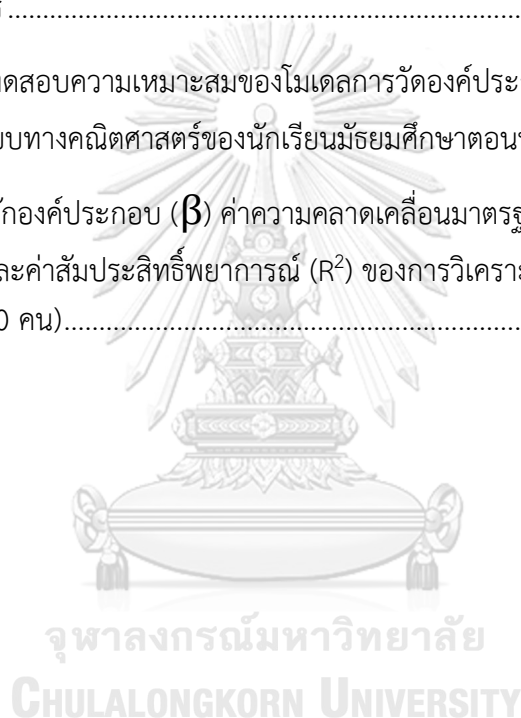 ดสอบความเหมาะสมของโมเดลการวัดองค์ประ
บทางคณิตศาสตร์ของนักเรียนมัธยมศึกษาตอน
กองค์ประกอบ (β) ค่าความคลาดเคลื่อนมาตรฐ
ละค่าสัมประสิทธิ์พยาการณ์ (R²) ของการวิเครา
0 คน)..........................................................................
จุฬาลงกรณ์มหาวิทยาลัย
CHULALONGKORN UNIVERSITY